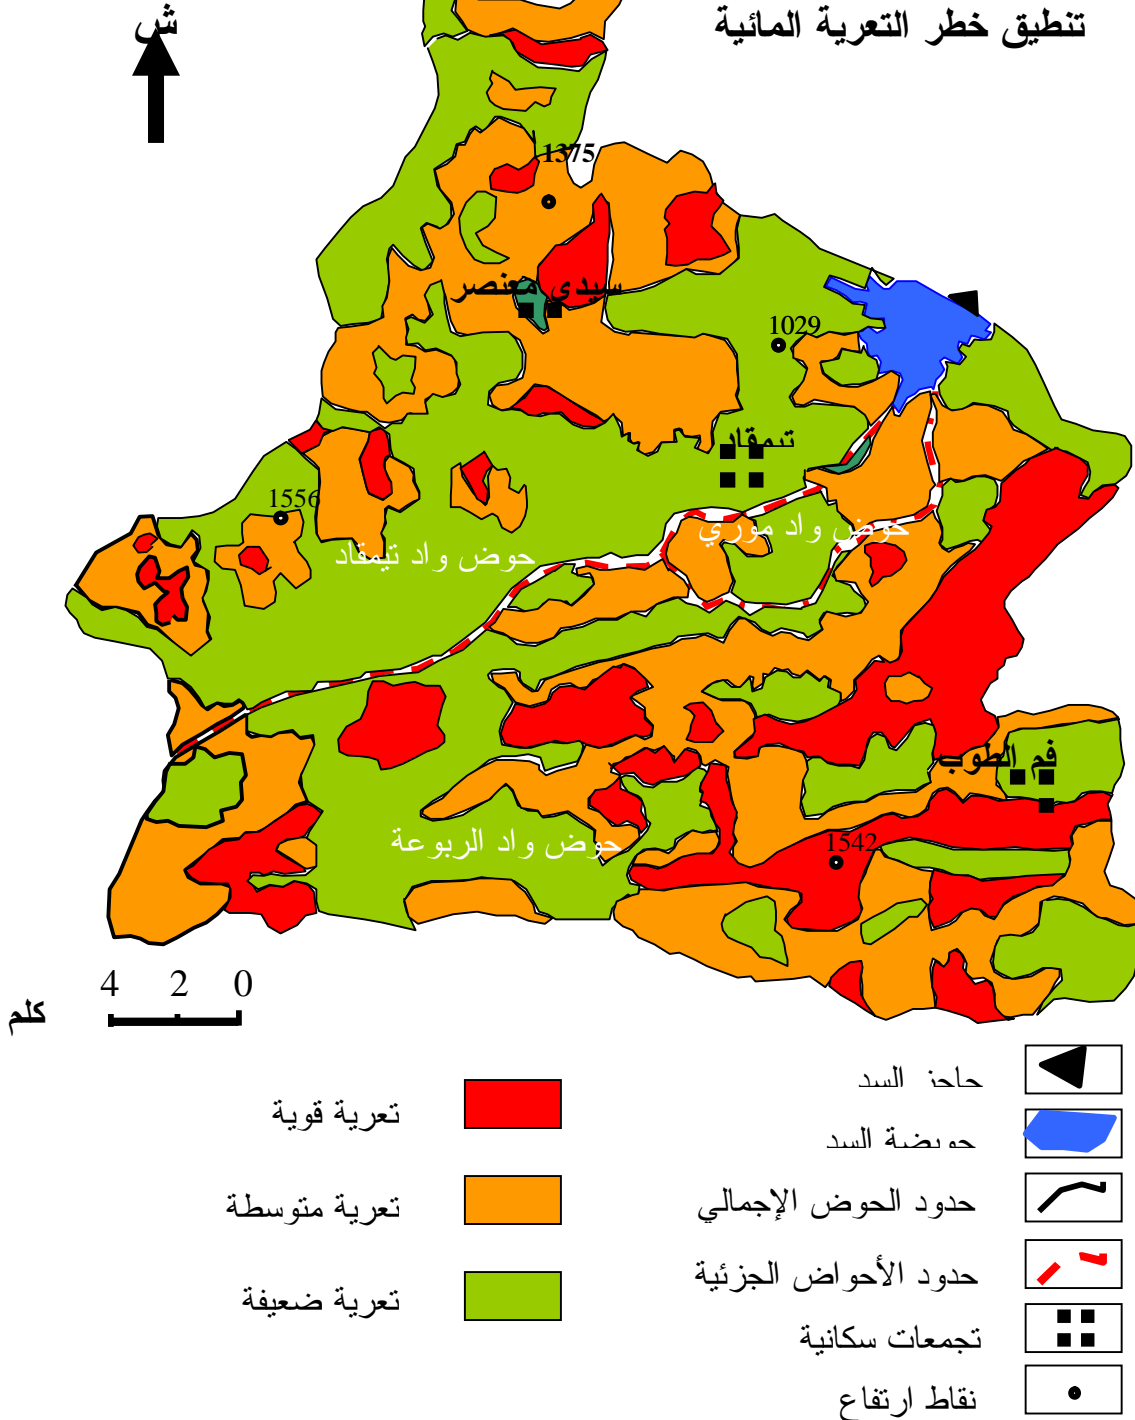 تنطيق خطر التعرية المائية
ش
1375
سيدي معنصر
1029
تيمقاد
1556
حوض واد موري
حوض واد تيمقاد
فم الطوب
حوض واد الربوعة
1542
4 2 0
كلم
حاجز السد
حويضة السد
حدود الحوض الإجمالي
حدود الأحواض الجزئية
تجمعات سكانية
نقاط ارتفاع
تعرية قوية
تعرية متوسطة
تعرية ضعيفة